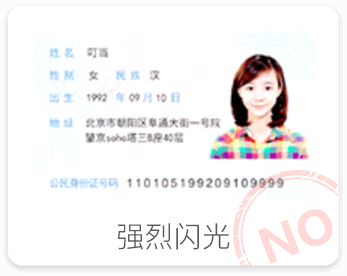 姓名 叮当
性别 女 民族 汉
出生 1992 年 09 月 10 日
地址 北京市朝阳区阜通大街一号院
望京soho塔三B座40层
公民身份证号码 110105199209109999
强烈闪光
NO